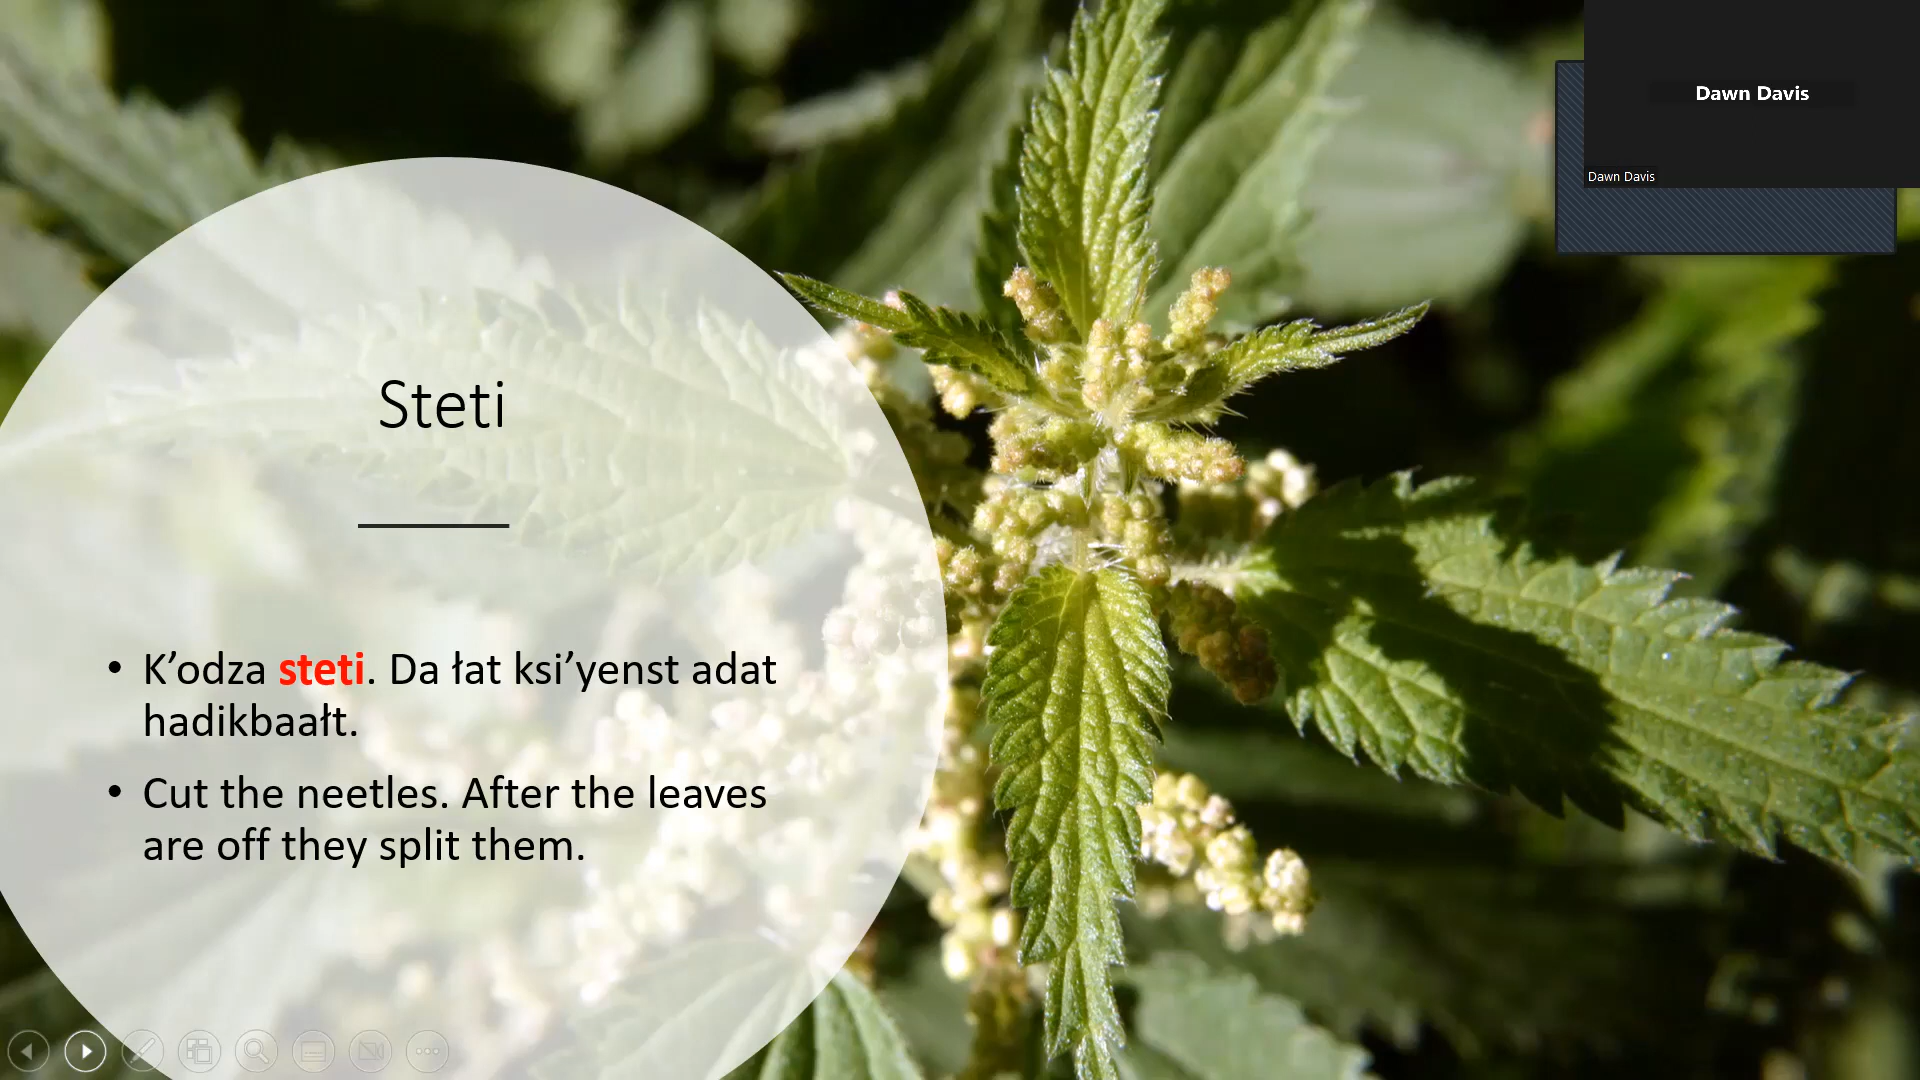 Dawn Davis
Dawn Davis
Steti
• K’odza steti. Da łat ksi’yenst adat
hadikbaałt.
• Cut the neetles. After the leaves
are off they split them.